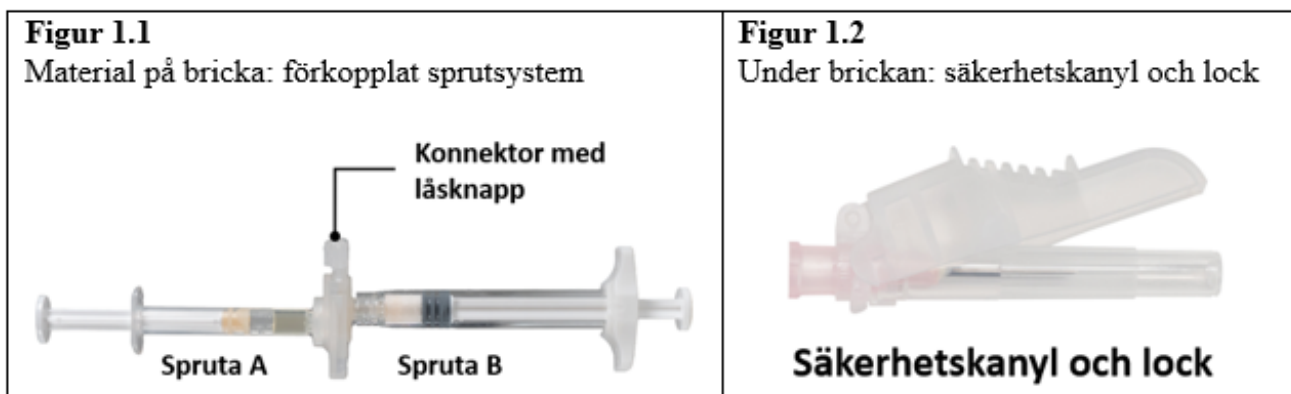 Figur 1.1
Material på bricka: förkopplat sprutsystem
Konnektor med
låsknapp
Spruta A
Spruta B
Figur 1.2
Under brickan: säkerhetskanyl och lock
Säkerhetskanyl och lock